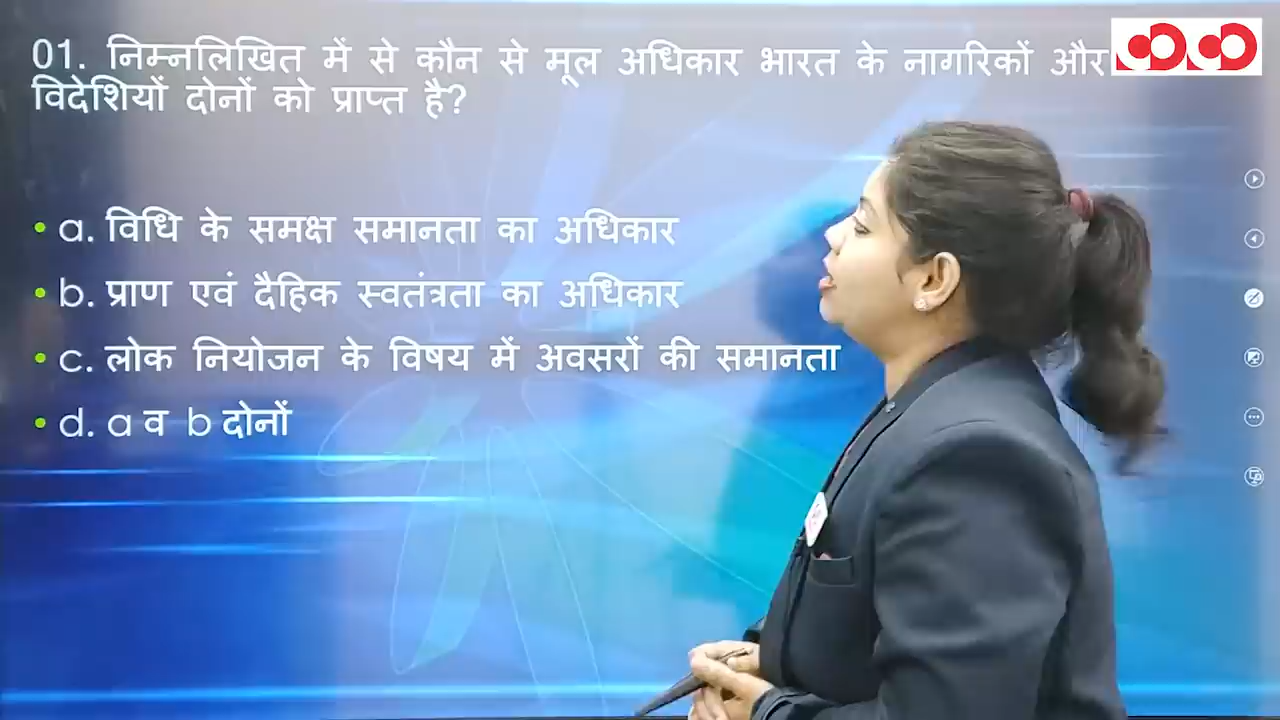 01. निम्नलिखित में से कौन से मूल अधिकार भारत के नागरिकों और
विदेशियों दोनों को प्राप्त है?
a. विधि के समक्ष समानता का अधिकार
b. प्राण एवं दैहिक स्वतंत्रता का अधिकार
c. लोक नियोजन के विषय में अवसरों की समानता
d. a व b दोनों